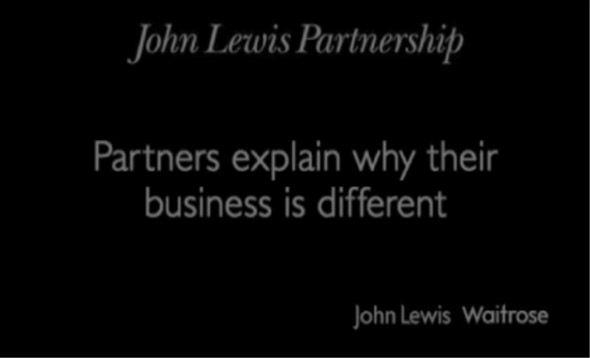 John Lewis Partnership
Partners explain why their
business is different
John Lewis Waitrose